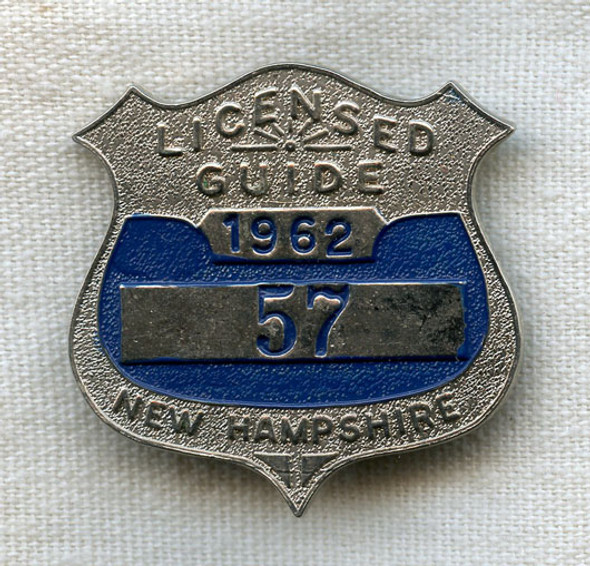 LICENSED
GUIDE
1962
57
NEW HAMPSHIRE